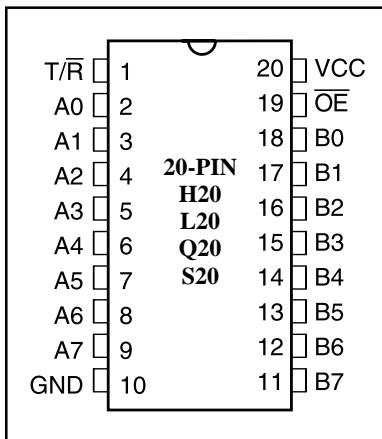 T/R̅ 1 20 VCC
A0 2 19 O̅E̅
A1 3 18 B0
A2 4 20-PIN 17 B1
A3 5 H20 16 B2
A4 6 L20 15 B3
A5 7 Q20 14 B4
A6 8 S20 13 B5
A7 9 12 B6
GND 10 11 B7